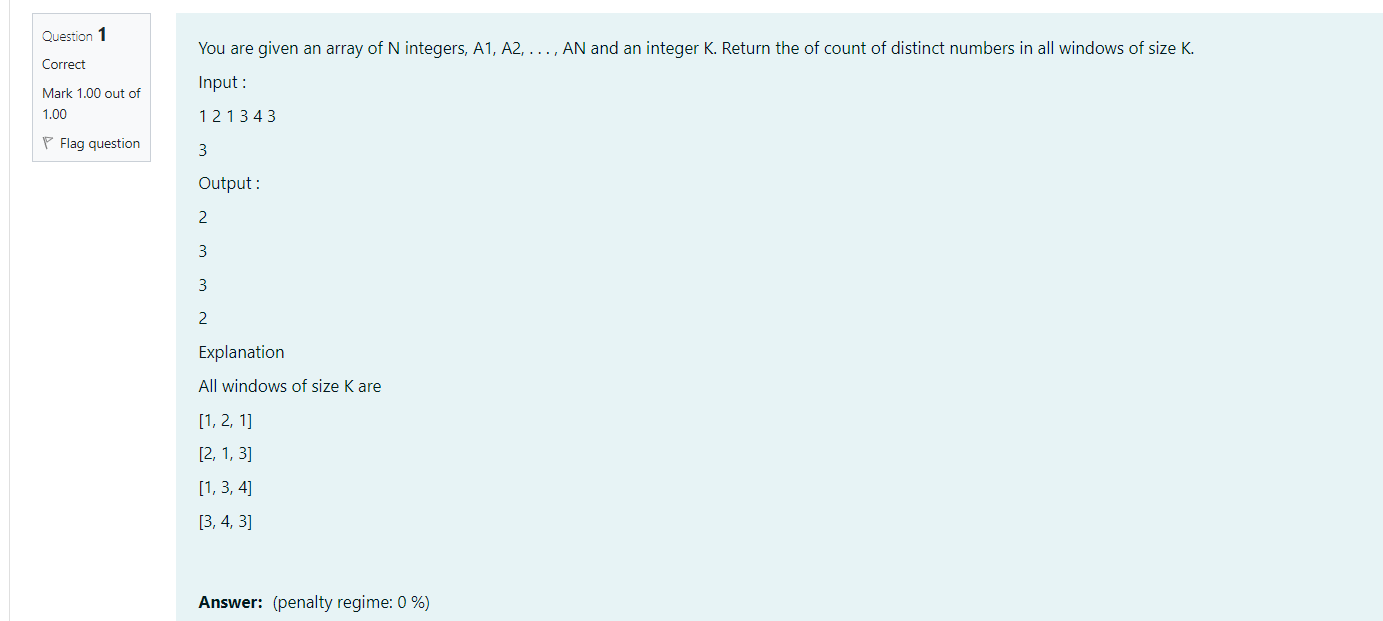 Question 1
Correct
Mark 1.00 out of
1.00
Flag question
You are given an array of N integers, A1, A2, . . . , AN and an integer K. Return the of count of distinct numbers in all windows of size K.
Input :
1 2 1 3 4 3
3
Output :
2
3
3
2
Explanation
All windows of size K are
[1, 2, 1]
[2, 1, 3]
[1, 3, 4]
[3, 4, 3]
Answer: (penalty regime: 0 %)